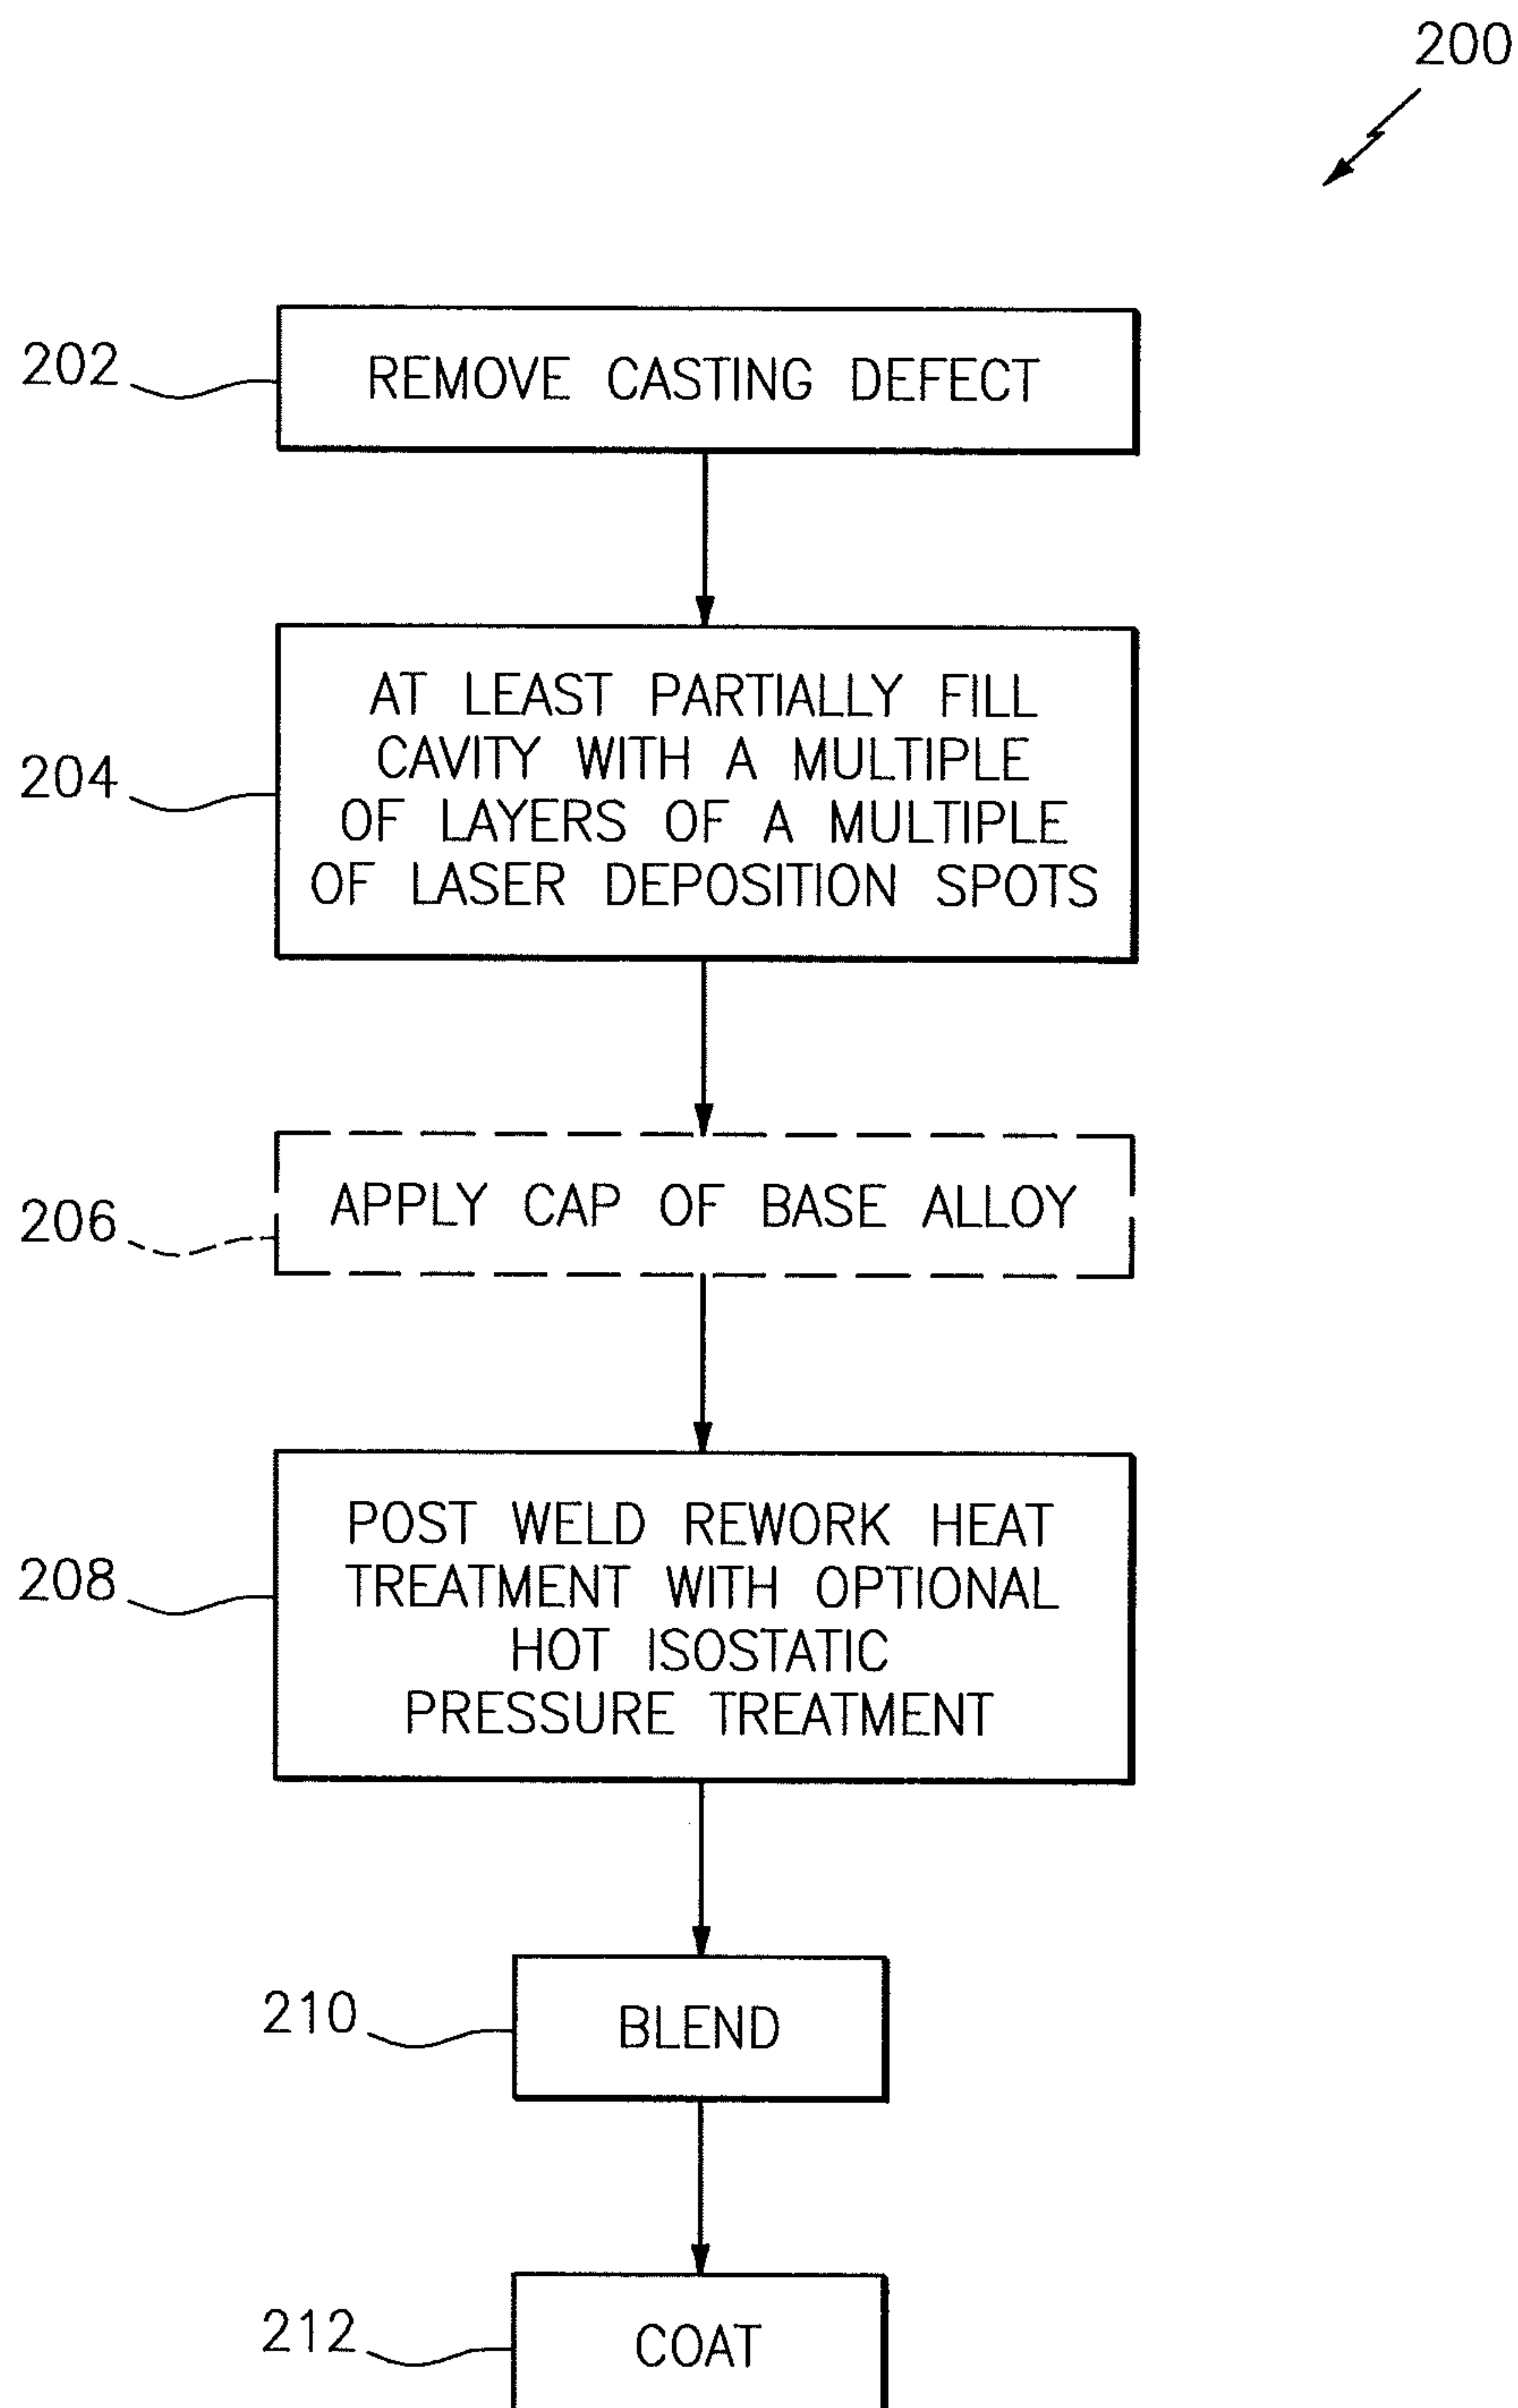 200
202
REMOVE CASTING DEFECT
204
AT LEAST PARTIALLY FILL
CAVITY WITH A MULTIPLE
OF LAYERS OF A MULTIPLE
OF LASER DEPOSITION SPOTS
206
APPLY CAP OF BASE ALLOY
208
POST WELD REWORK HEAT
TREATMENT WITH OPTIONAL
HOT ISOSTATIC
PRESSURE TREATMENT
210
BLEND
212
COAT